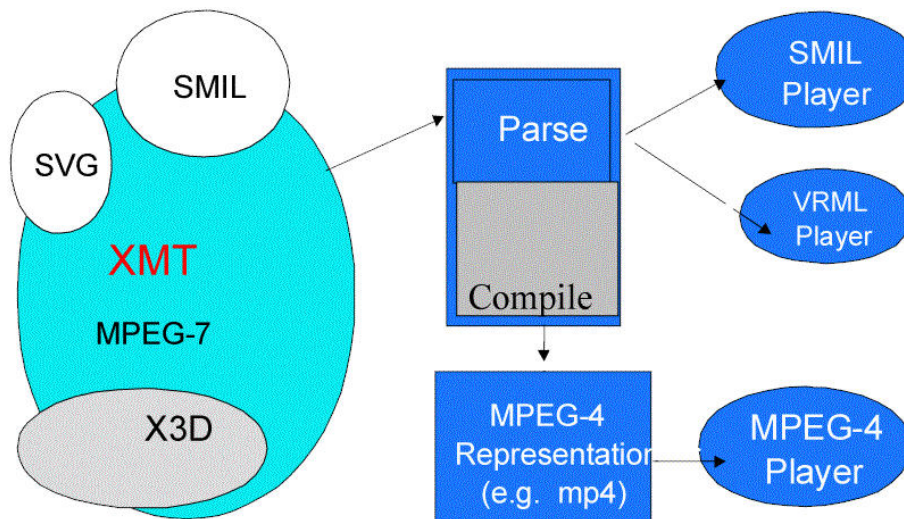 SMIL
SVG
XMT
MPEG-7
X3D
Parse
Compile
MPEG-4
Representation
(e.g. mp4)
SMIL
Player
VRML
Player
MPEG-4
Player